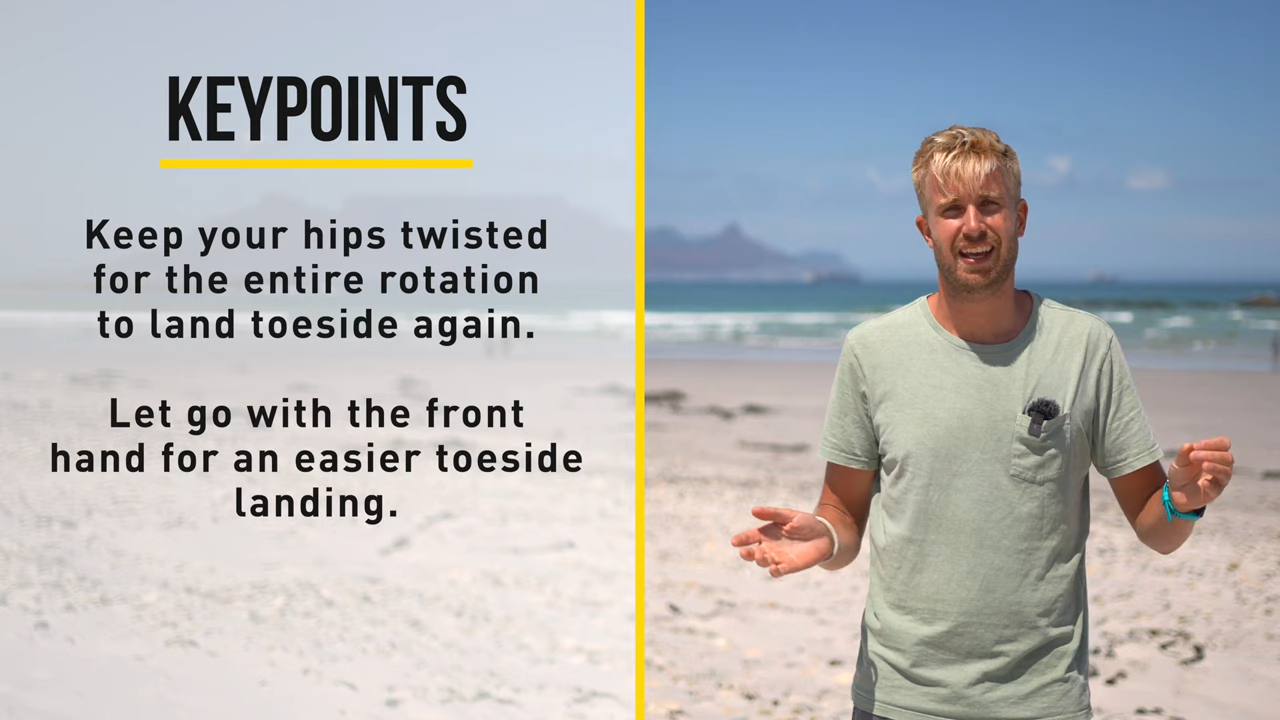 KEYPOINTS
Keep your hips twisted
for the entire rotation
to land toeside again.
Let go with the front
hand for an easier toeside
landing.